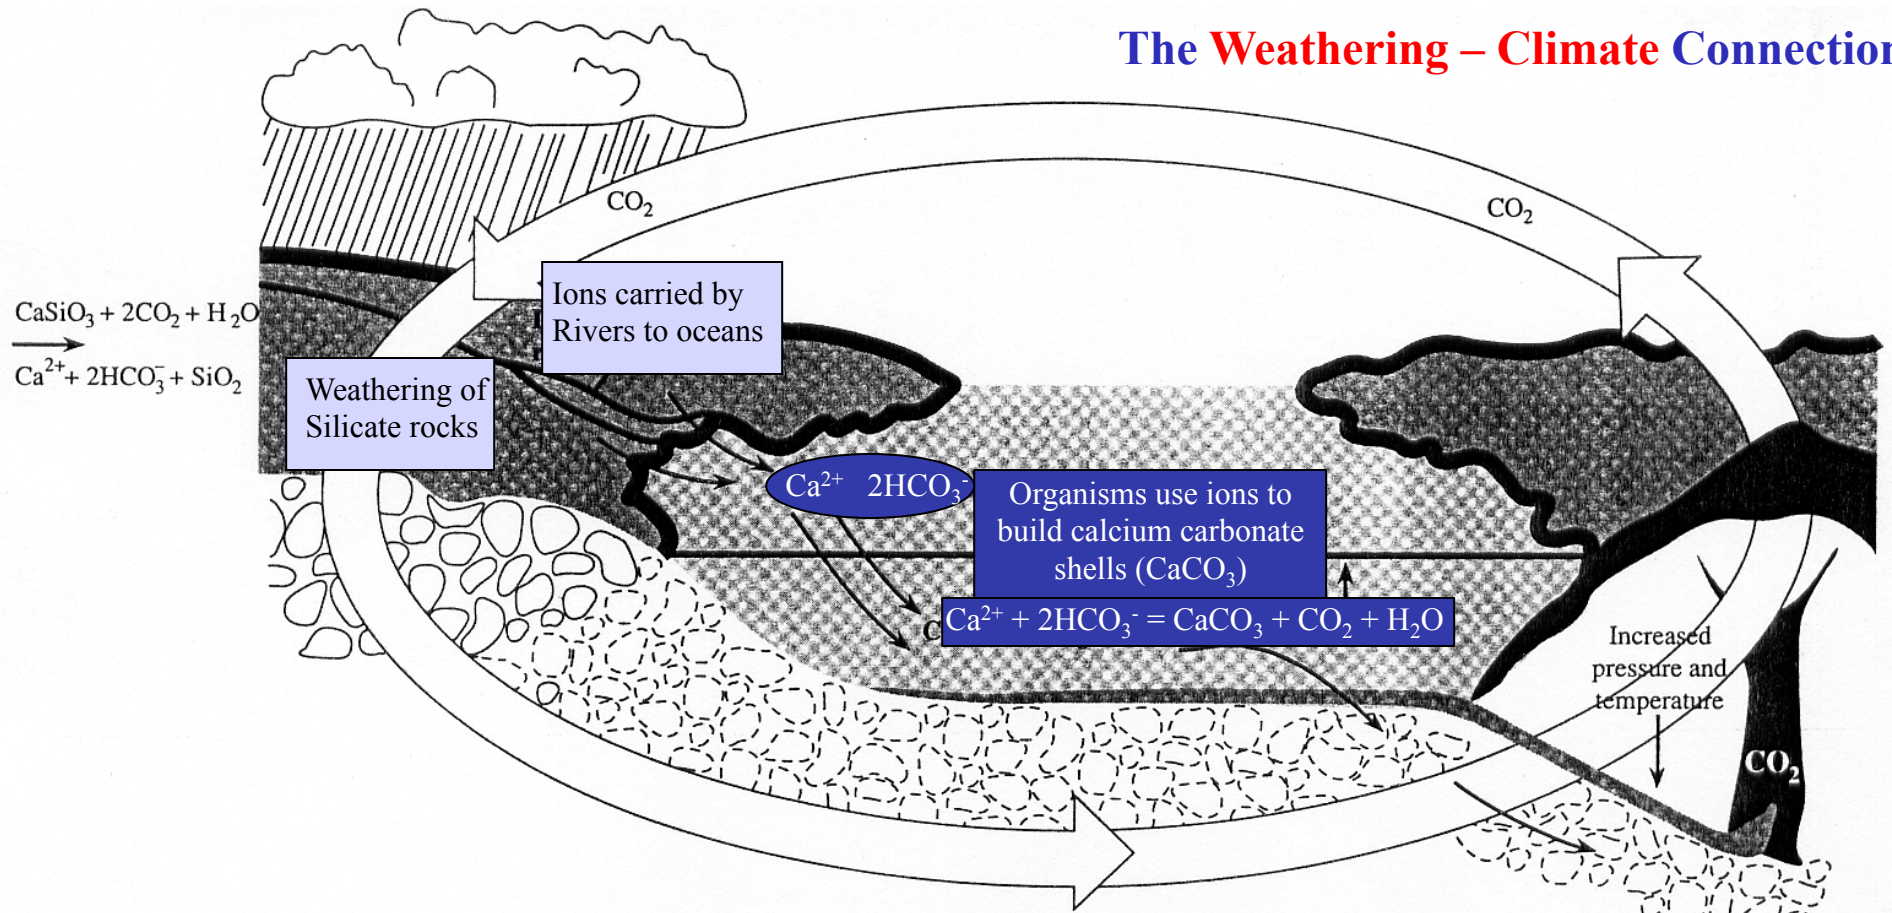 The Weathering – Climate Connection
CO₂
CO₂
CaSiO₃ + 2CO₂ + H₂O
Ca²⁺ + 2HCO₃⁻ + SiO₂
Ions carried by
Rivers to oceans
Weathering of
Silicate rocks
Ca²⁺ 2HCO₃⁻
Organisms use ions to
build calcium carbonate
shells (CaCO₃)
Ca²⁺ + 2HCO₃⁻ = CaCO₃ + CO₂ + H₂O
Increased
pressure and
temperature
CO₂